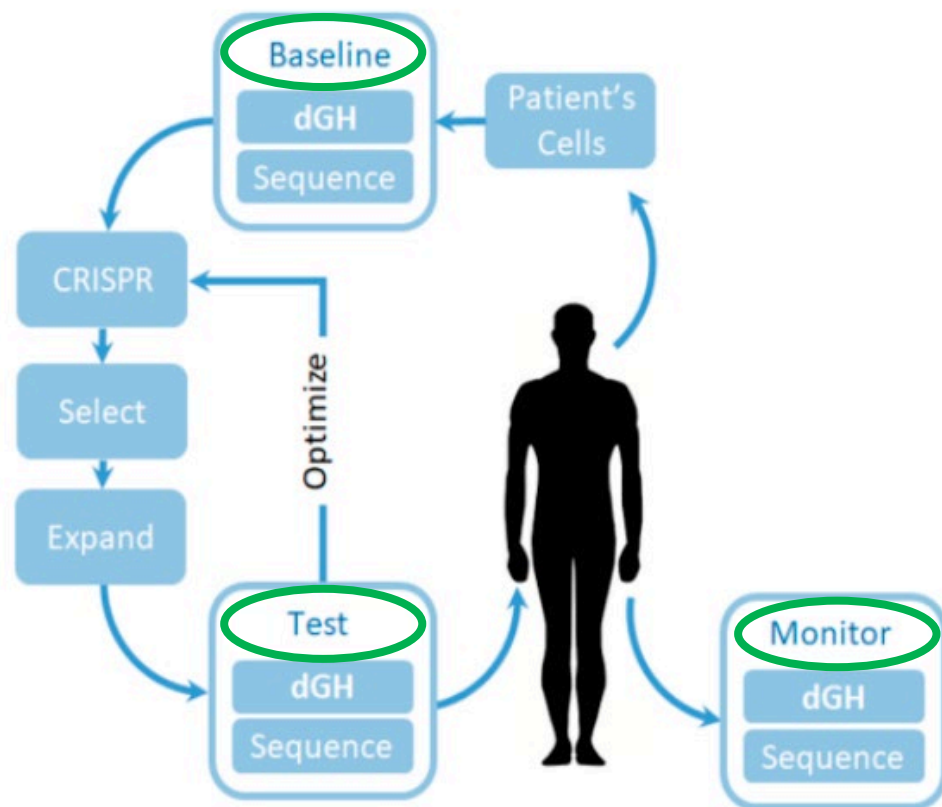 Baseline
dGH
Sequence
Patient's
Cells
CRISPR
Select
Expand
Optimize
Test
dGH
Sequence
Monitor
dGH
Sequence